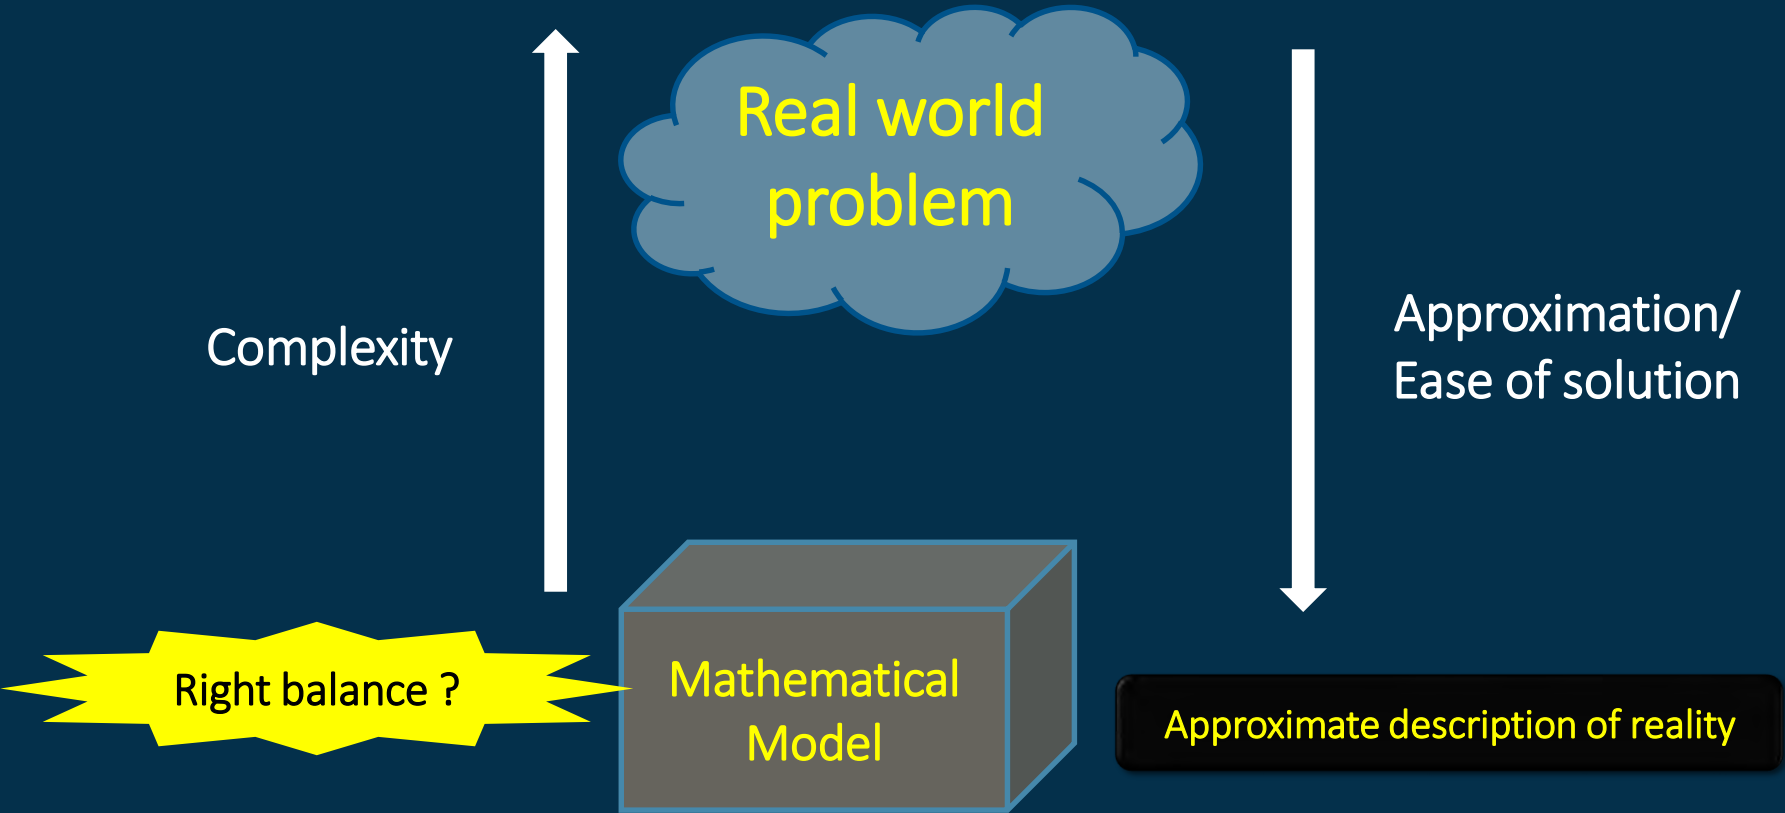 Real world
problem
Complexity
Approximation/
Ease of solution
Right balance ?
Mathematical
Model
Approximate description of reality